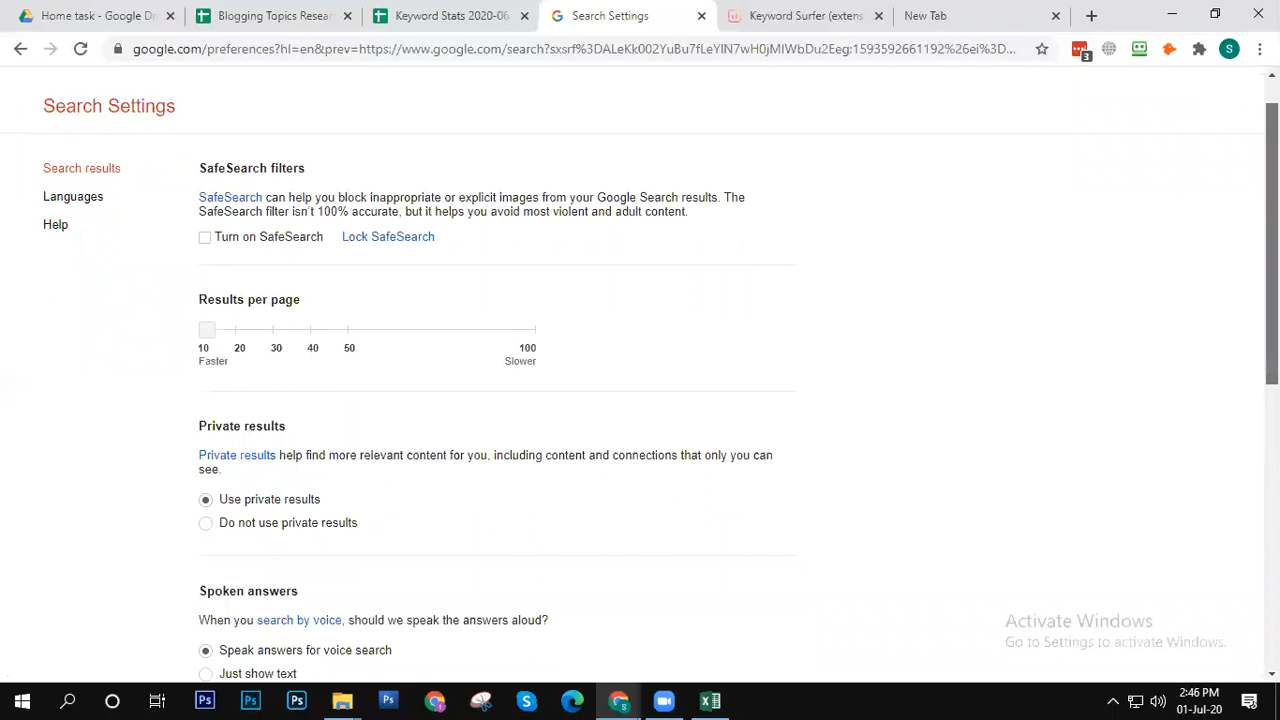 Home task - Google Dr
Blogging Topics Resear
Keyword Stats 2020-06
Search Settings
Keyword Surfer (extens
New Tab
google.com/preferences?hl=en&prev=https://www.google.com/search?sxsrf%3DALeKk002YuBu7fLeYIN7wH0jMIWbDu2Eeg:1593592661192%26ei%3D...
3
S
Search Settings
Search results
Languages
Help
SafeSearch filters
SafeSearch can help you block inappropriate or explicit images from your Google Search results. The
SafeSearch filter isn't 100% accurate, but it helps you avoid most violent and adult content.
Turn on SafeSearch Lock SafeSearch
Results per page
10 20 30 40 50 100
Faster Slower
Private results
Private results help find more relevant content for you, including content and connections that only you can
see.
Use private results
Do not use private results
Spoken answers
When you search by voice, should we speak the answers aloud?
Speak answers for voice search
Just show text
Activate Windows
Go to Settings to activate Windows.
Ps Ps Ps Ps S
2:46 PM
01-Jul-20